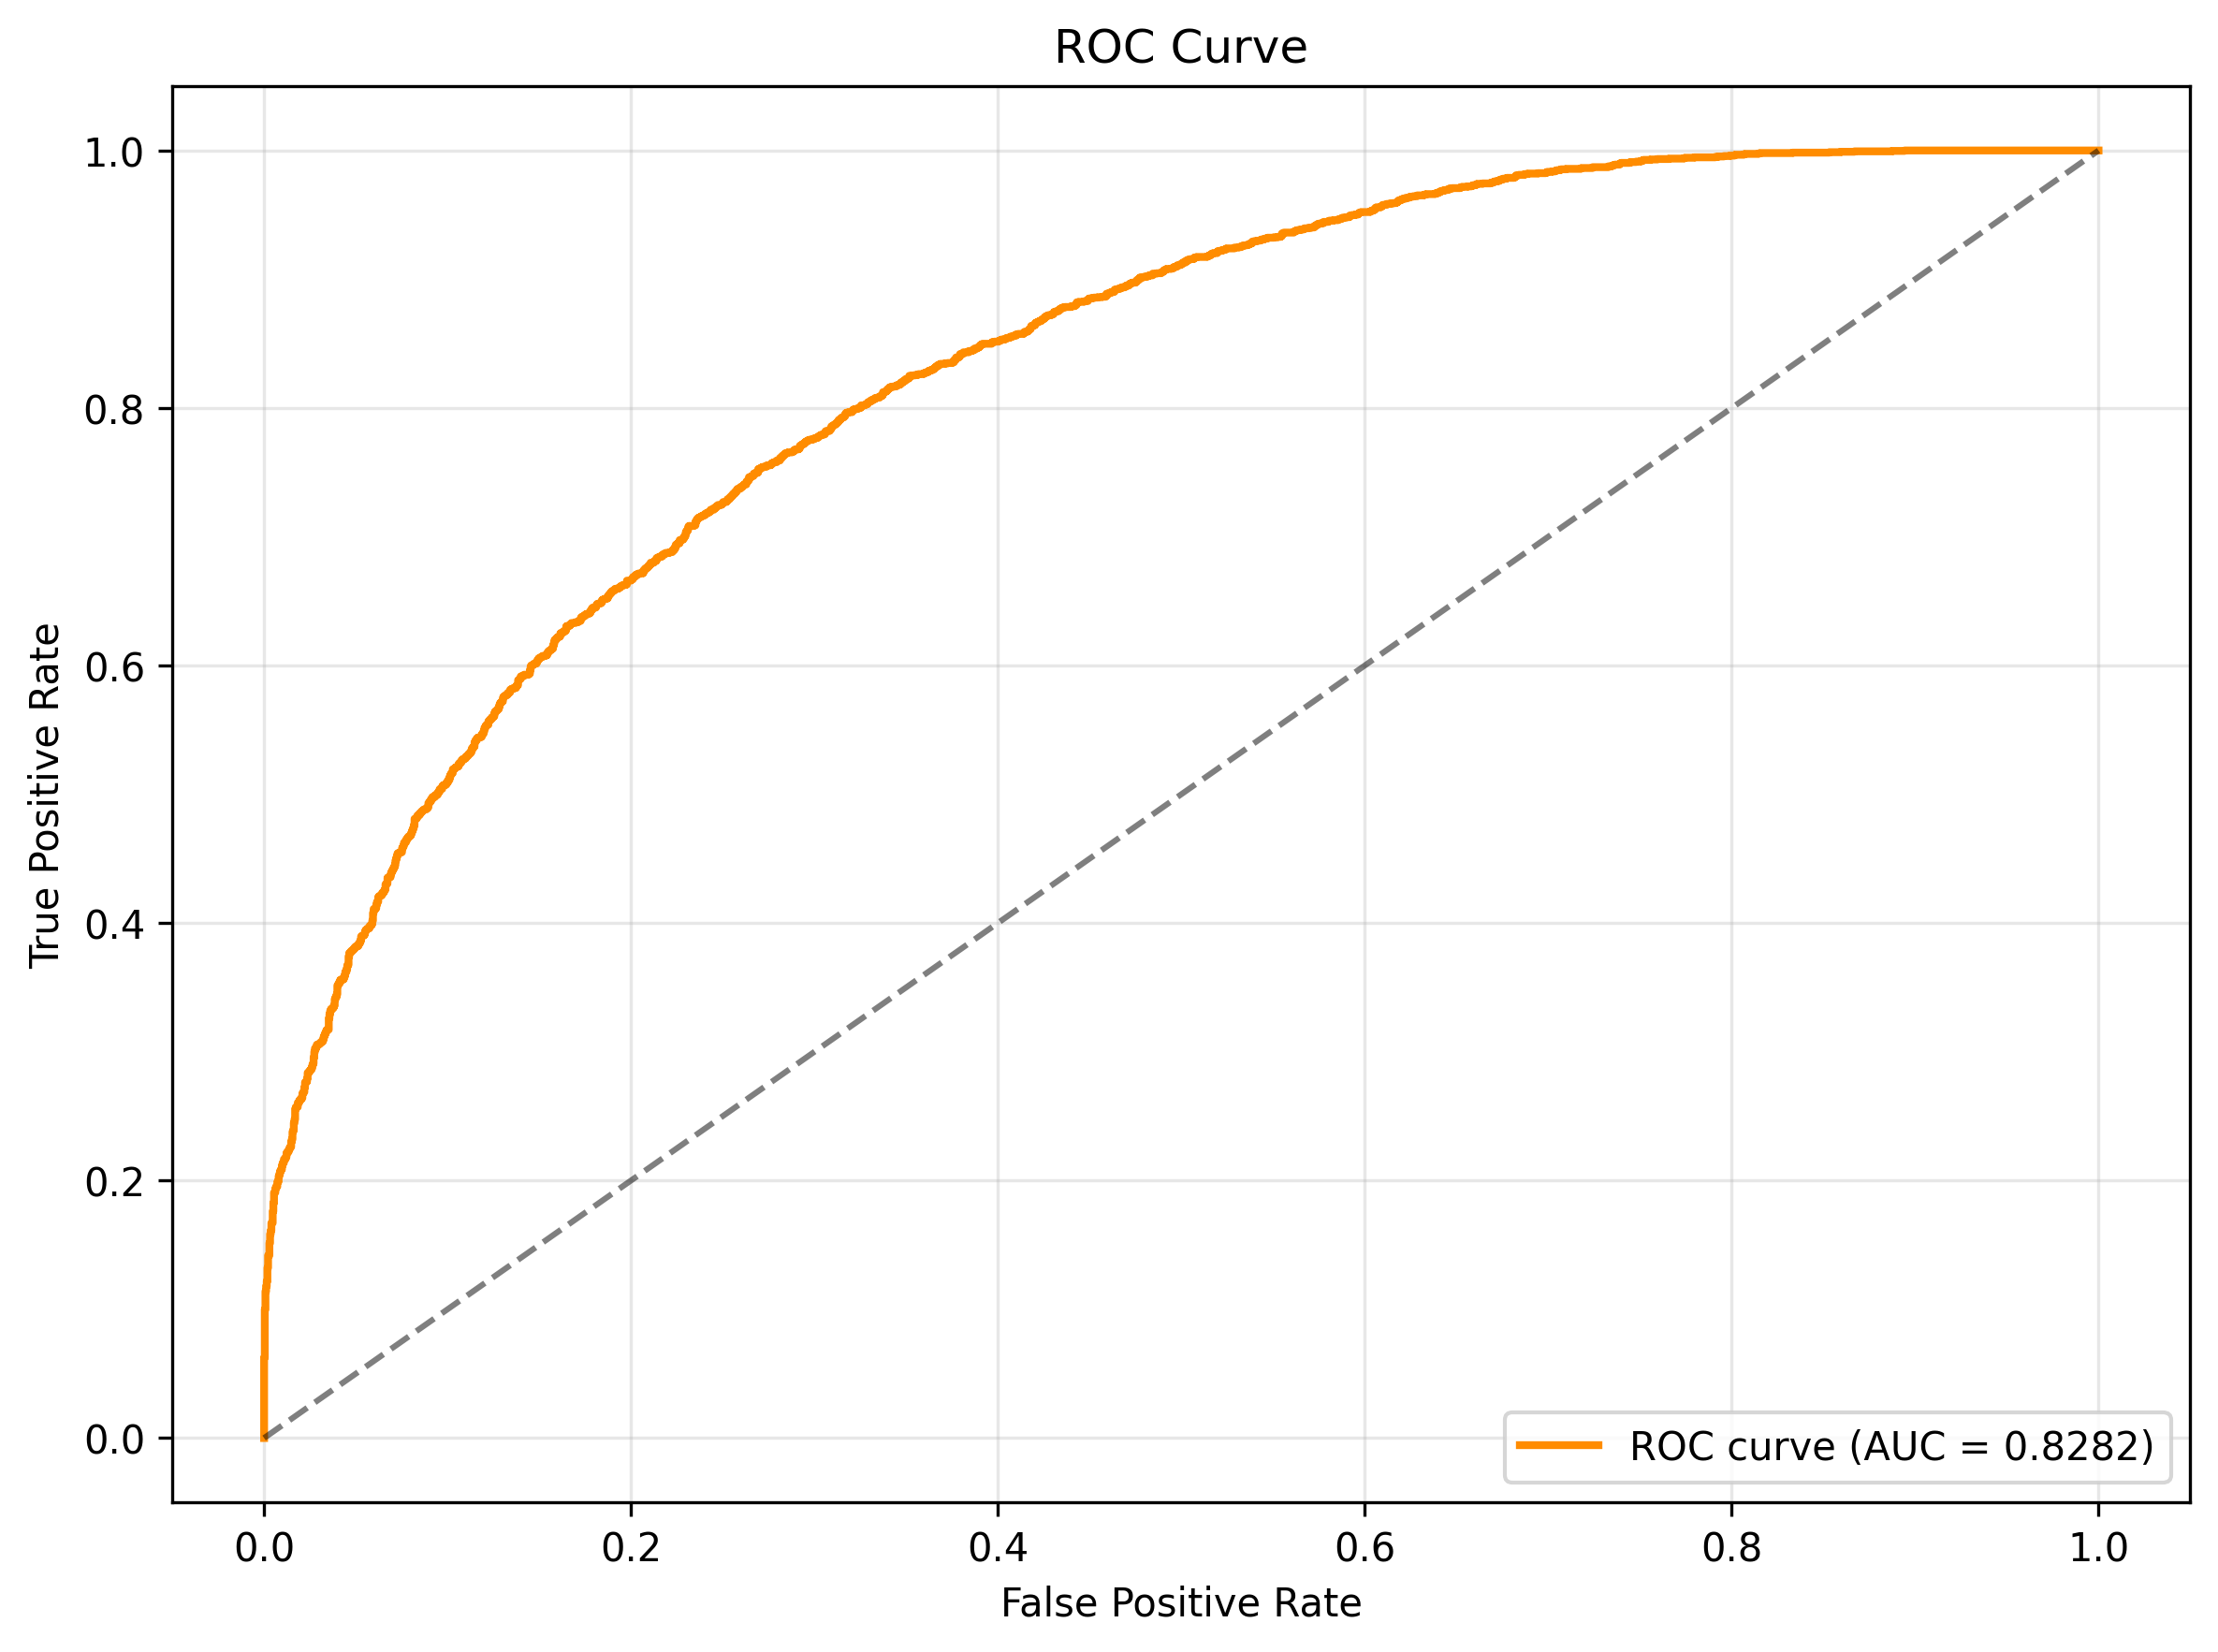 ROC Curve
True Positive Rate
1.0
0.8
0.6
0.4
0.2
0.0
ROC curve (AUC = 0.8282)
0.0 0.2 0.4 0.6 0.8 1.0
False Positive Rate